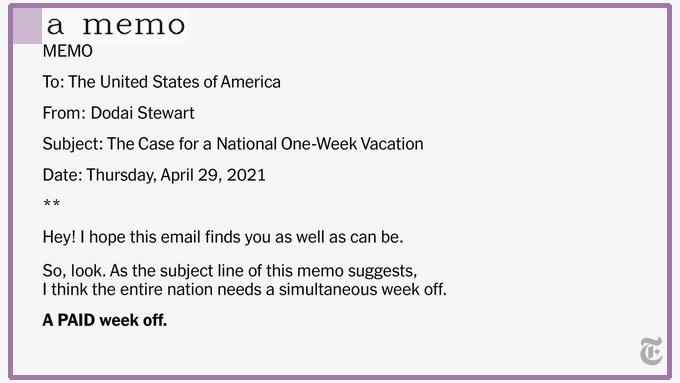 a memo
MEMO
To: The United States of America
From: Dodai Stewart
Subject: The Case for a National One-Week Vacation
Date: Thursday, April 29, 2021
**
Hey! I hope this email finds you as well as can be.
So, look. As the subject line of this memo suggests,
I think the entire nation needs a simultaneous week off.
A PAID week off.
T